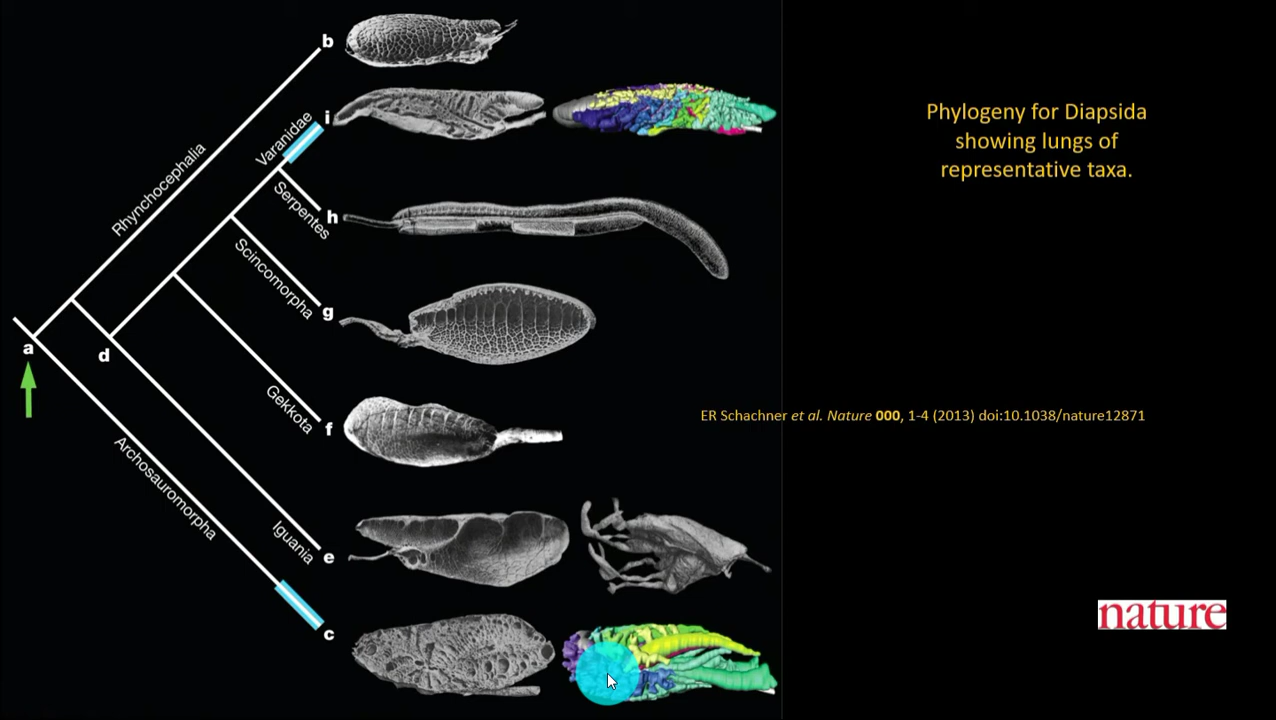 b
Phylogeny for Diapsida
showing lungs of
representative taxa.
i
Varanidae
Rhynchocephalia
Serpentes
h
Scincomorpha
g
a
d
Gekkota
f
ER Schachner et al. Nature 000, 1-4 (2013) doi:10.1038/nature12871
Archosauromorpha
Iguania
e
c
nature